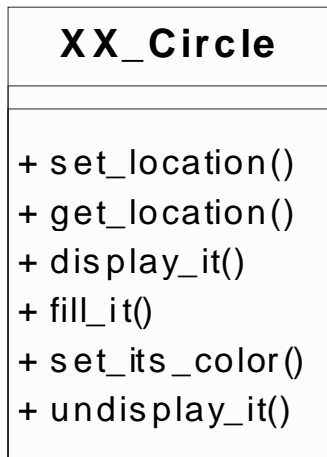 XX_Circle
+ set_location()
+ get_location()
+ display_it()
+ fill_it()
+ set_its_color()
+ undisplay_it()